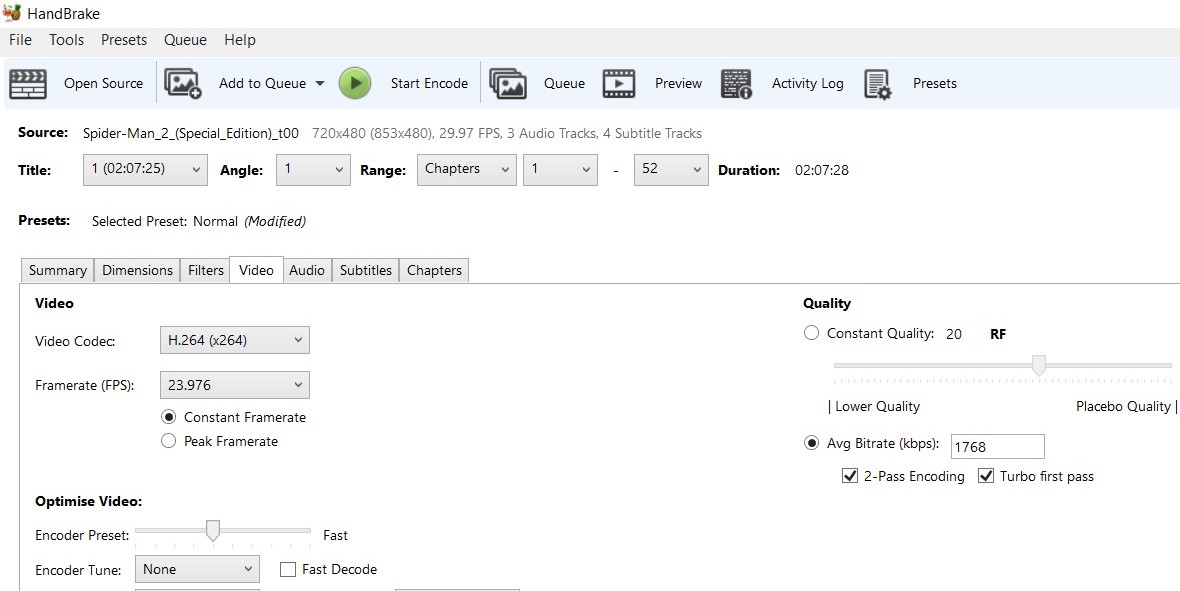 HandBrake
File Tools Presets Queue Help
Open Source Add to Queue Start Encode Queue Preview Activity Log Presets
Source: Spider-Man_2_(Special_Edition)_t00 720x480 (853x480), 29.97 FPS, 3 Audio Tracks, 4 Subtitle Tracks
Title: 1 (02:07:25) Angle: 1 Range: Chapters 1 - 52 Duration: 02:07:28
Presets: Selected Preset: Normal (Modified)
Summary Dimensions Filters Video Audio Subtitles Chapters
Video Quality
Constant Quality: 20 RF
Video Codec: H.264 (x264)
Framerate (FPS): 23.976
| Lower Quality Placebo Quality |
Constant Framerate
Peak Framerate Avg Bitrate (kbps): 1768
2-Pass Encoding Turbo first pass
Optimise Video:
Encoder Preset: Fast
Encoder Tune: None Fast Decode